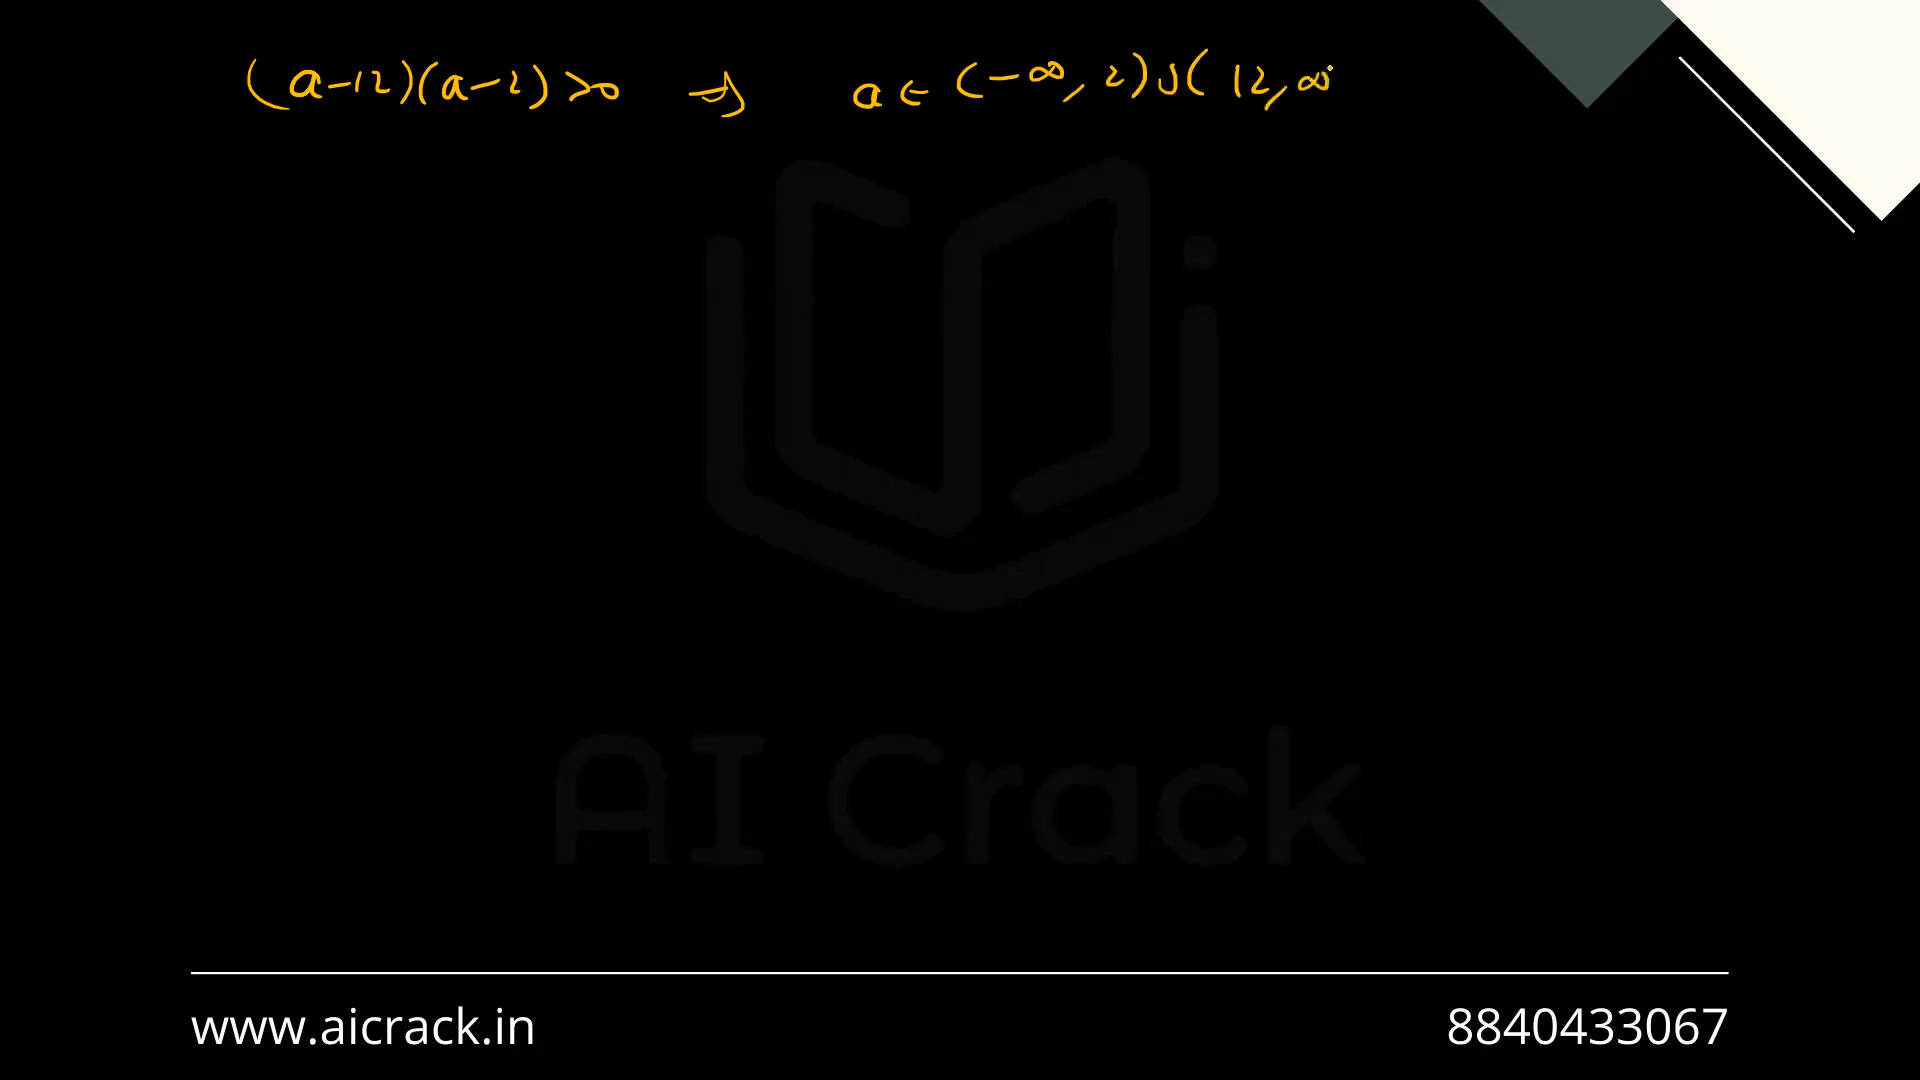 (a-12)(a-2)>0 ⇒ a ∈ (-∞, 2)∪(12, ∞
AI Crack
www.aicrack.in 8840433067